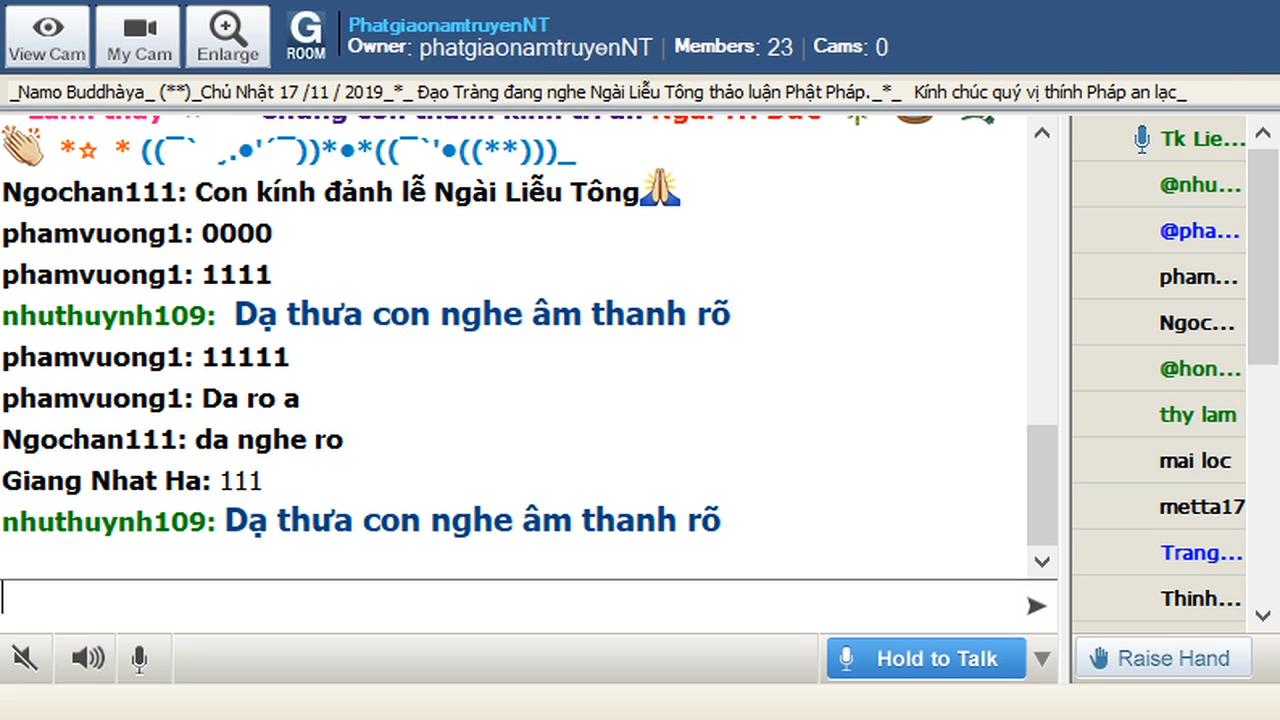 View Cam
My Cam
Enlarge
G
ROOM
PhatgiaonamtruyenNT
Owner: phatgiaonamtruyenNT | Members: 23 | Cams: 0
_Namo Buddhàya_ (**)_Chủ Nhật 17 /11 / 2019_*_ Đạo Tràng đang nghe Ngài Liễu Tông thảo luận Phật Pháp._*_ Kính chúc quý vị thính Pháp an lạc_
Ngochan111: Con kính đảnh lễ Ngài Liễu Tông
phamvuong1: 0000
phamvuong1: 1111
nhuthuynh109: Dạ thưa con nghe âm thanh rõ
phamvuong1: 11111
phamvuong1: Da ro a
Ngochan111: da nghe ro
Giang Nhat Ha: 111
nhuthuynh109: Dạ thưa con nghe âm thanh rõ
Tk Lie...
@nhu...
@pha...
pham...
Ngoc...
@hon...
thy lam
mai loc
metta17
Trang...
Thinh...
Hold to Talk
Raise Hand